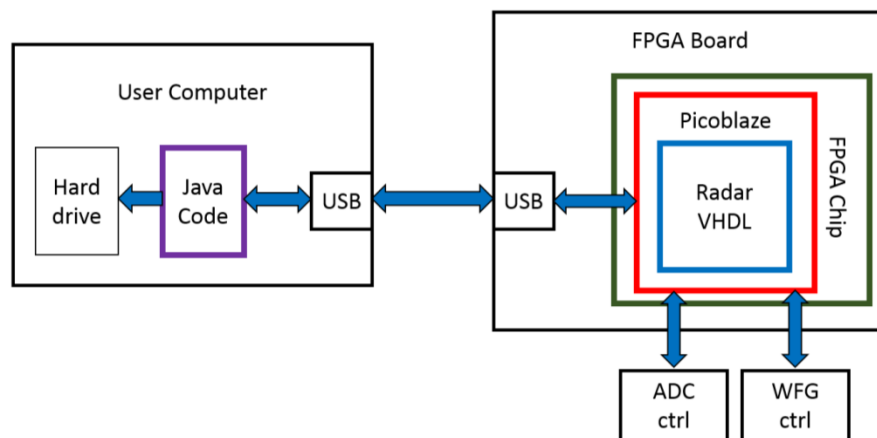 FPGA Board
User Computer
Picoblaze
FPGA Chip
Hard
drive
Java
Code
USB
USB
Radar
VHDL
ADC
ctrl
WFG
ctrl